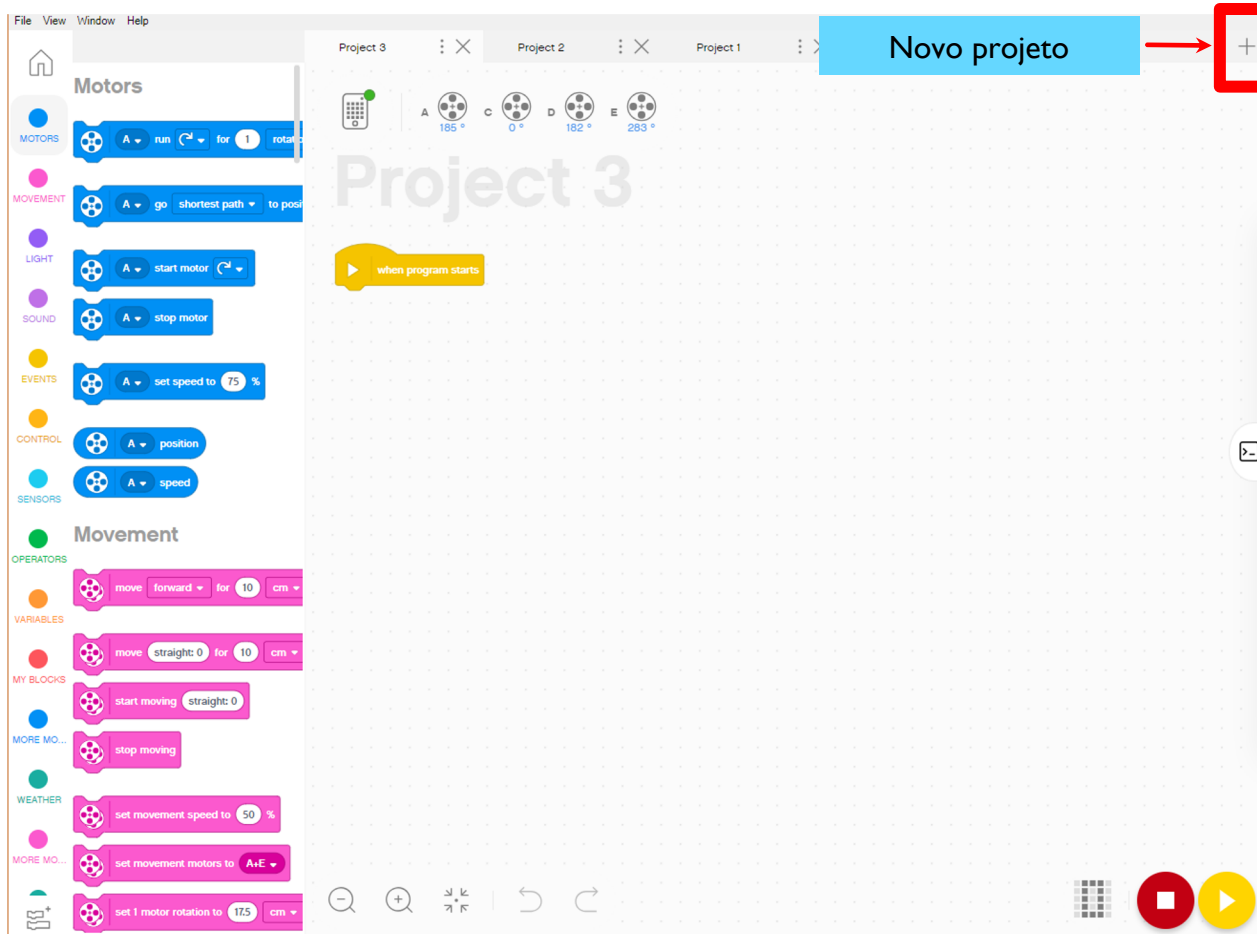 File View Window Help
Project 3
Project 2
Project 1
Novo projeto
Motors
MOTORS
MOVEMENT
LIGHT
SOUND
EVENTS
CONTROL
SENSORS
OPERATORS
VARIABLES
MY BLOCKS
MORE MO...
WEATHER
MORE MO...
A run for 1
A go shortest path to
A start motor
A stop motor
A set speed to 75 %
A position
A speed
Movement
move forward for 10 cm
move straight: 0 for 10 cm
start moving straight: 0
stop moving
set movement speed to 50 %
set movement motors to A+E
set 1 motor rotation to 17.5 cm
A C D E
185 ° 0 ° 182 ° 283 °
Project 3
when program starts